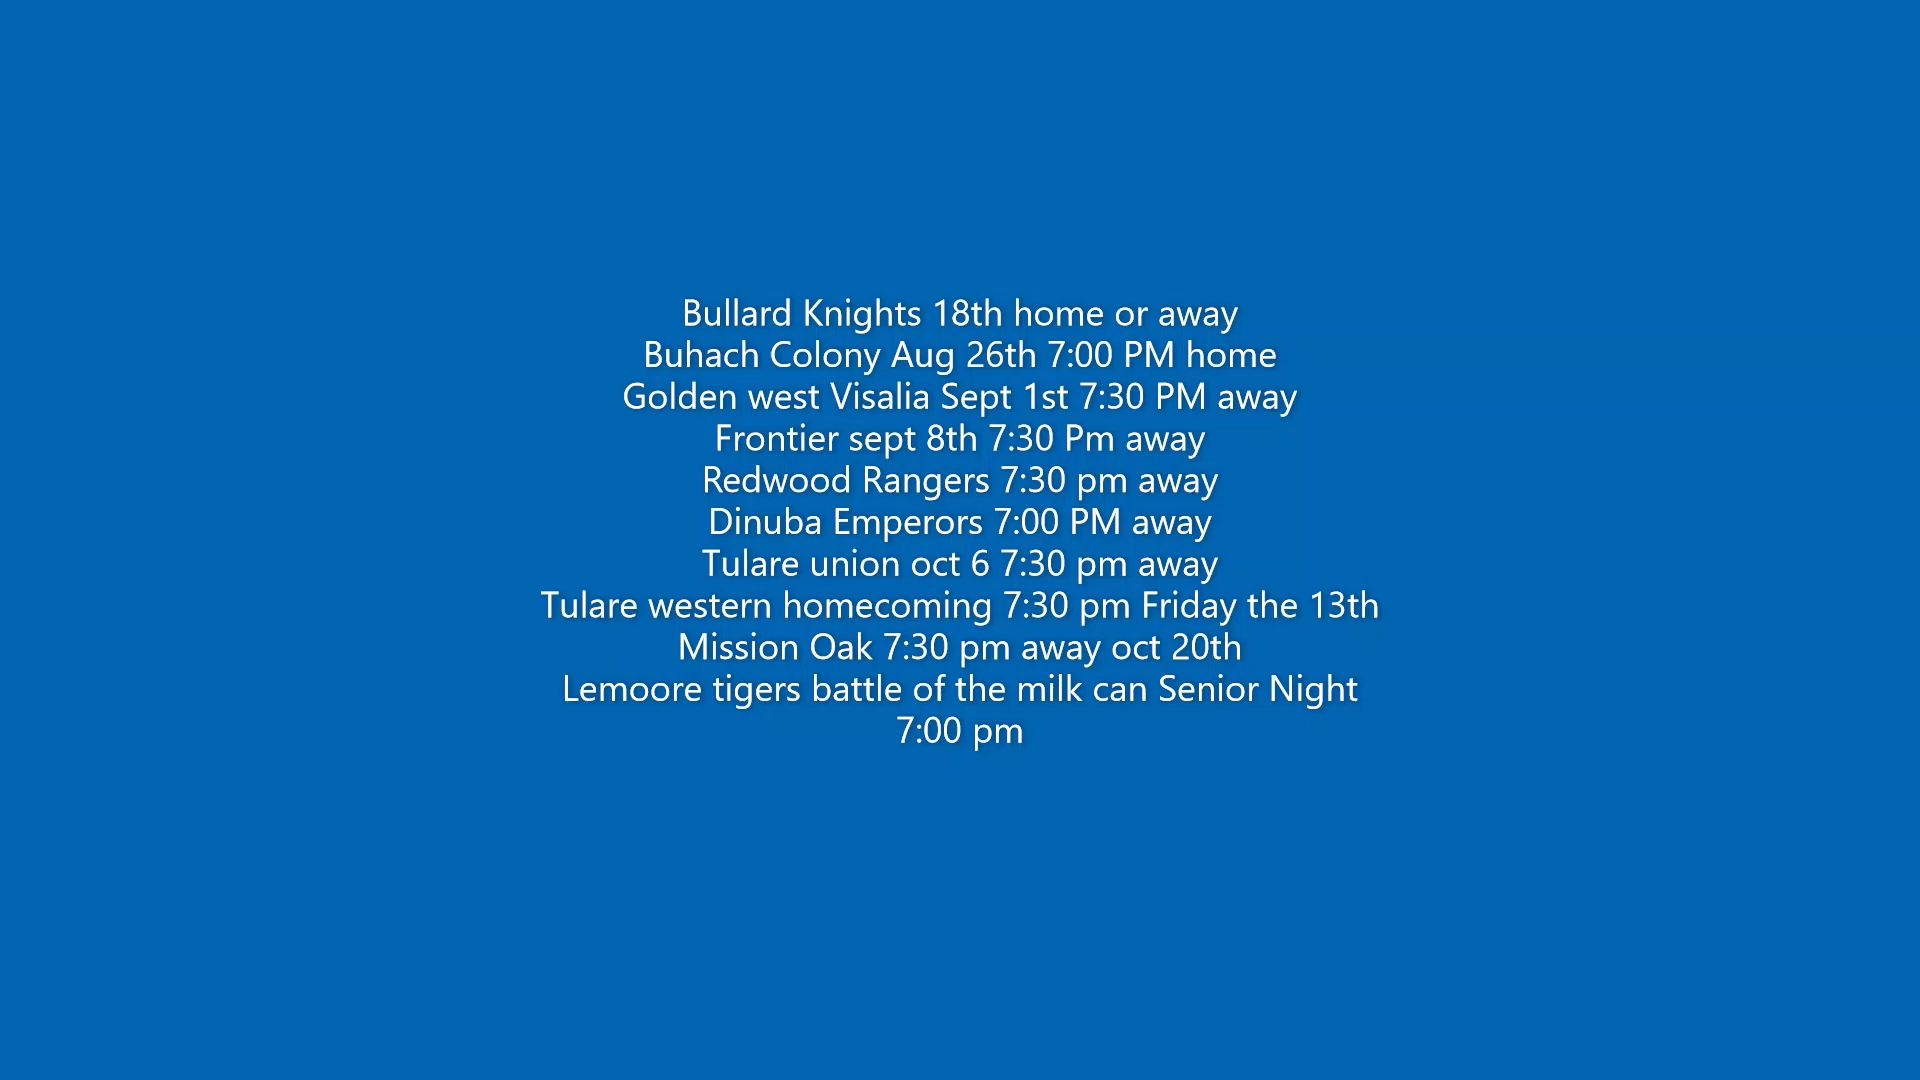 Bullard Knights 18th home or away
Buhach Colony Aug 26th 7:00 PM home
Golden west Visalia Sept 1st 7:30 PM away
Frontier sept 8th 7:30 Pm away
Redwood Rangers 7:30 pm away
Dinuba Emperors 7:00 PM away
Tulare union oct 6 7:30 pm away
Tulare western homecoming 7:30 pm Friday the 13th
Mission Oak 7:30 pm away oct 20th
Lemoore tigers battle of the milk can Senior Night
7:00 pm